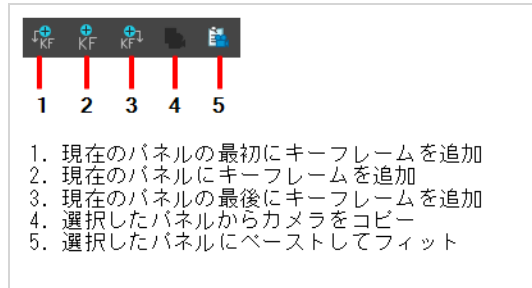 KF KF KF
1 2 3 4 5
1. 現在のパネルの最初にキーフレームを追加
2. 現在のパネルにキーフレームを追加
3. 現在のパネルの最後にキーフレームを追加
4. 選択したパネルからカメラをコピー
5. 選択したパネルにペーストしてフィット